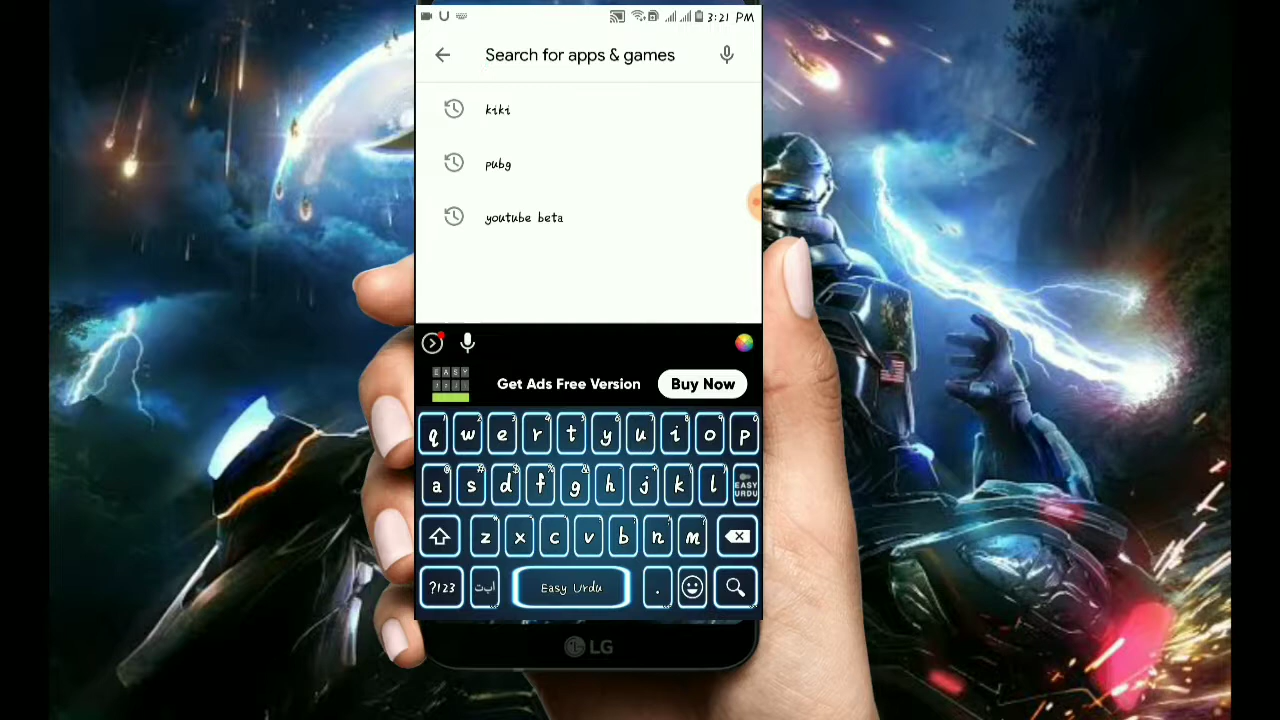 3:21 PM
Search for apps & games
kiki
pubg
youtube beta
EASY
Get Ads Free Version
Buy Now
q w e r t y u i o p
a s d f g h j k l
EASY
URDU
z x c v b n m
?123
ا ب ت
Easy Urdu
.
LG